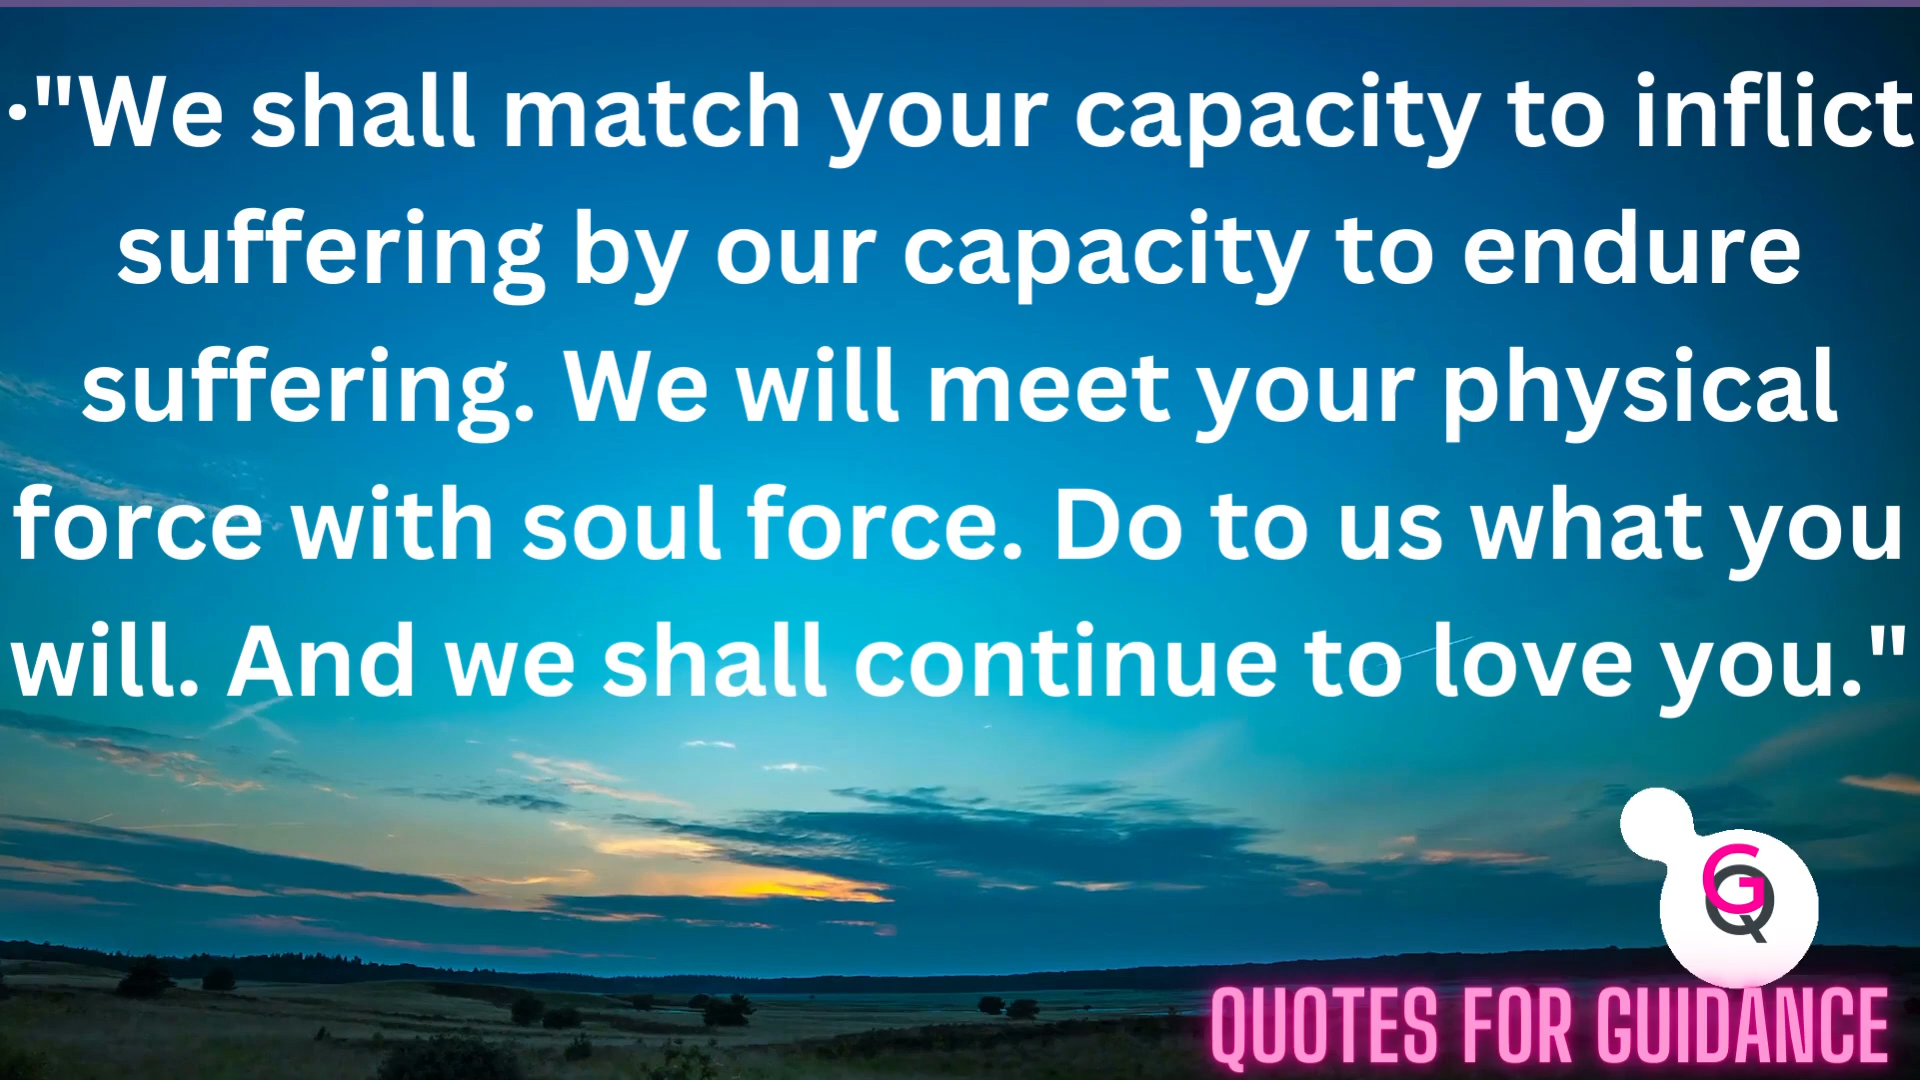 ·"We shall match your capacity to inflict
suffering by our capacity to endure
suffering. We will meet your physical
force with soul force. Do to us what you
will. And we shall continue to love you."
GQ
QUOTES FOR GUIDANCE